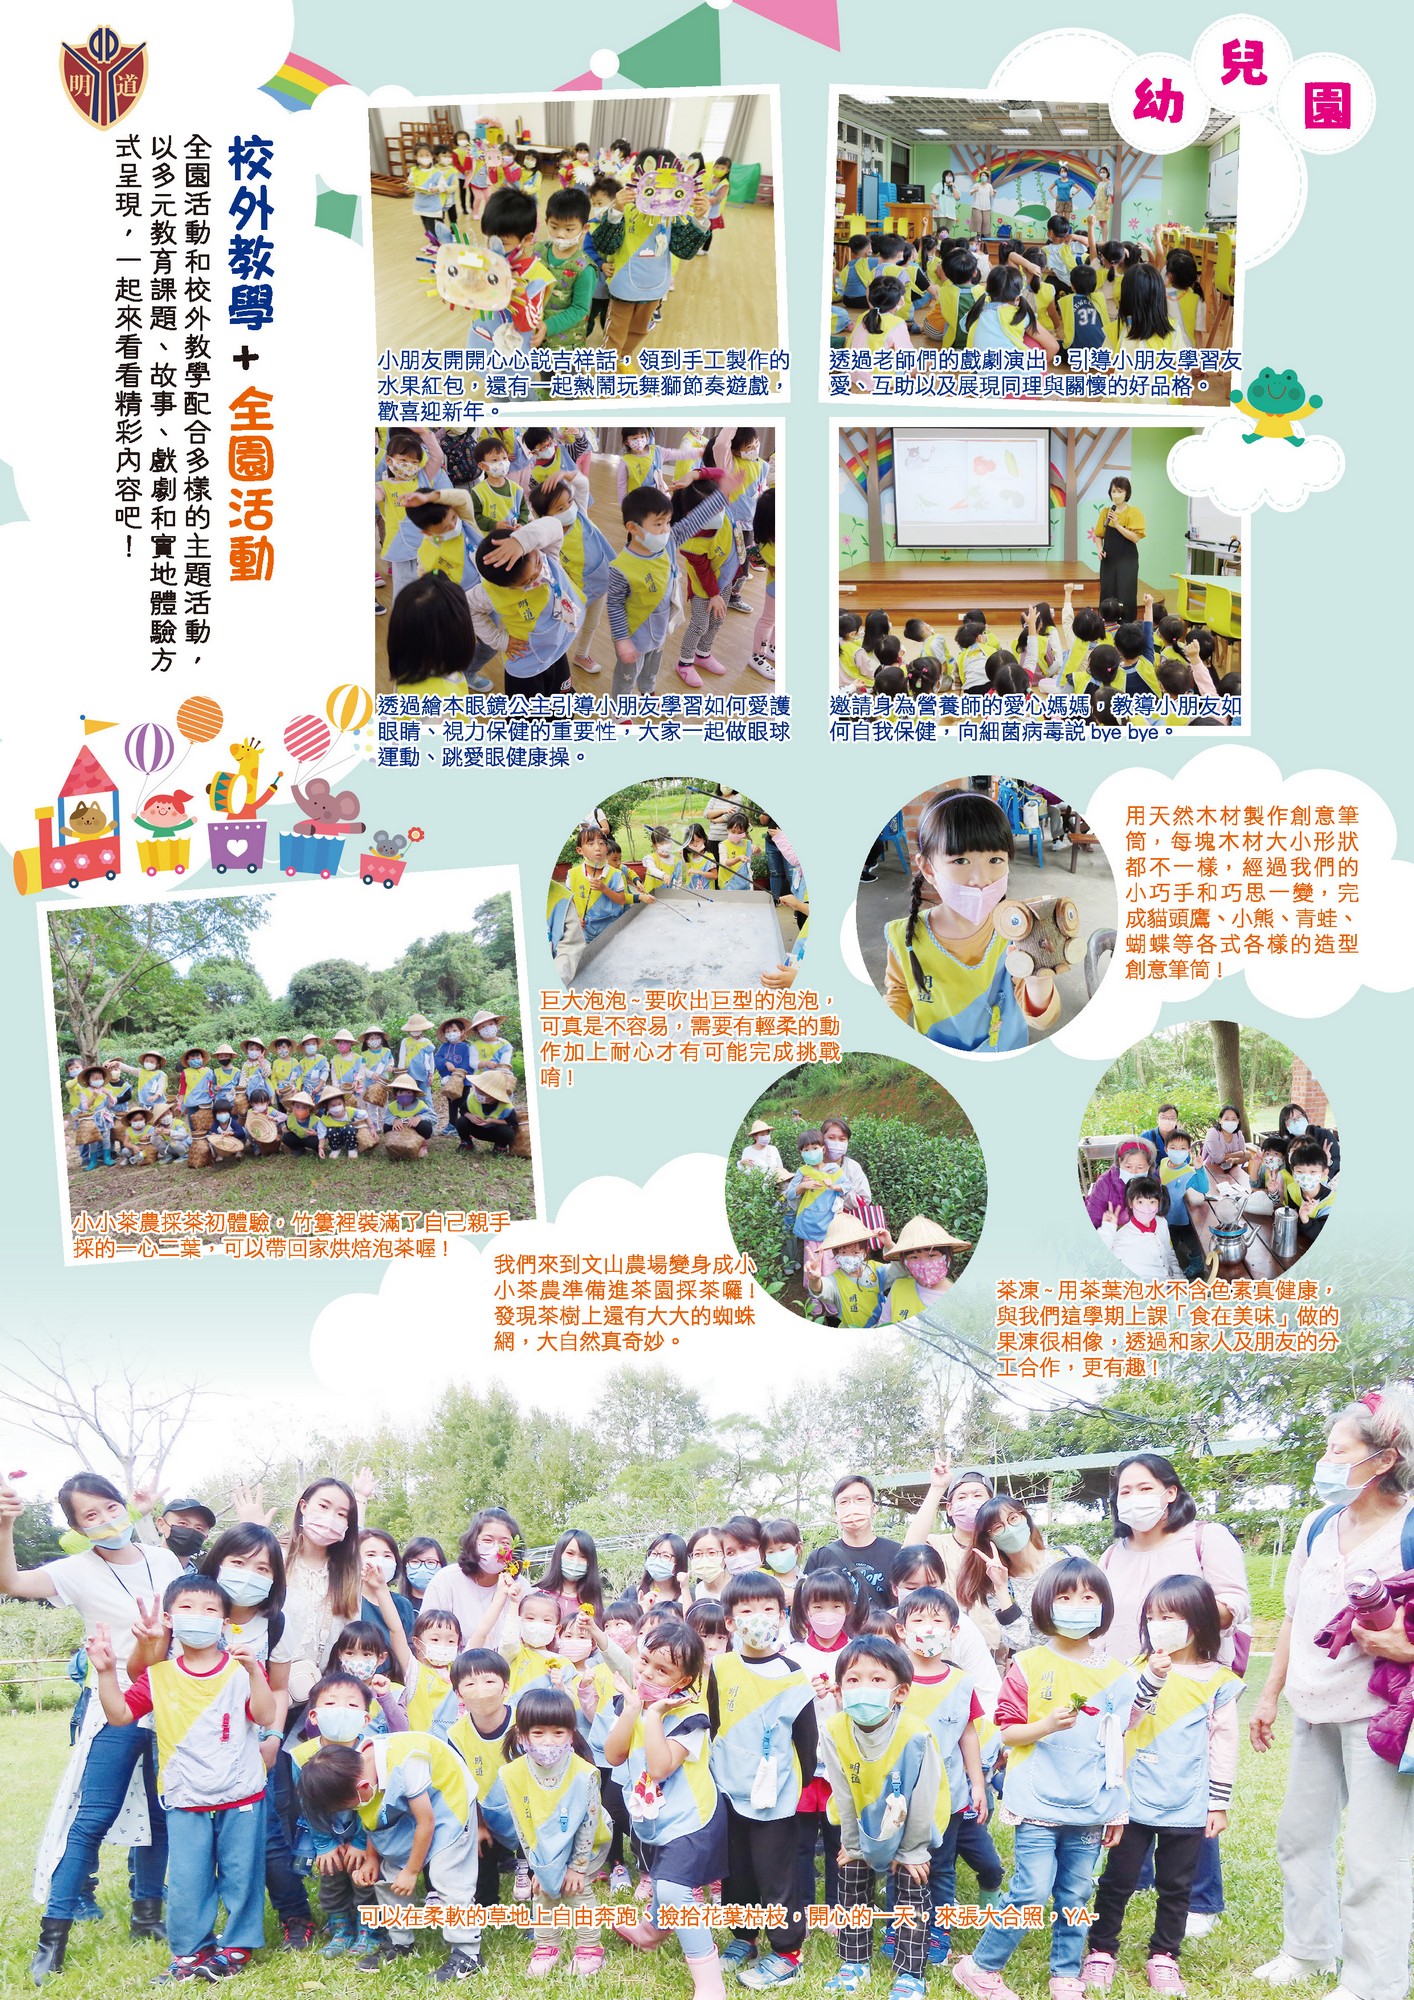 幼兒園
明道
校外教學+全園活動
全園活動和校外教學配合多樣的主題活動，
以多元教育課題、故事、戲劇和實地體驗方
式呈現，一起來看看精彩內容吧！
小朋友開開心心說吉祥話，領到手工製作的
水果紅包，還有一起熱鬧玩舞獅節奏遊戲，
歡喜迎新年。
透過老師們的戲劇演出，引導小朋友學習友
愛、互助以及展現同理與關懷的好品格。
透過繪本眼鏡公主引導小朋友學習如何愛護
眼睛、視力保健的重要性，大家一起做眼球
運動、跳愛眼健康操。
邀請身為營養師的愛心媽媽，教導小朋友如
何自我保健，向細菌病毒說 bye bye。
用天然木材製作創意筆
筒，每塊木材大小形狀
都不一樣，經過我們的
小巧手和巧思一變，完
成貓頭鷹、小熊、青蛙、
蝴蝶等各式各樣的造型
創意筆筒！
巨大泡泡~要吹出巨型的泡泡，
可真是不容易，需要有輕柔的動
作加上耐心才有可能完成挑戰
唷！
小小茶農採茶初體驗，竹簍裡裝滿了自己親手
採的一心二葉，可以帶回家烘焙泡茶喔！
我們來到文山農場變身成小
小茶農準備進茶園採茶囉！
發現茶樹上還有大大的蜘蛛
網，大自然真奇妙。
茶凍~用茶葉泡水不含色素真健康，
與我們這學期上課「食在美味」做的
果凍很相像，透過和家人及朋友的分
工合作，更有趣！
可以在柔軟的草地上自由奔跑、撿拾花葉枯枝，開心的一天，來張大合照，YA~
37
明道
明道
明道
明道
明道
明道
明道